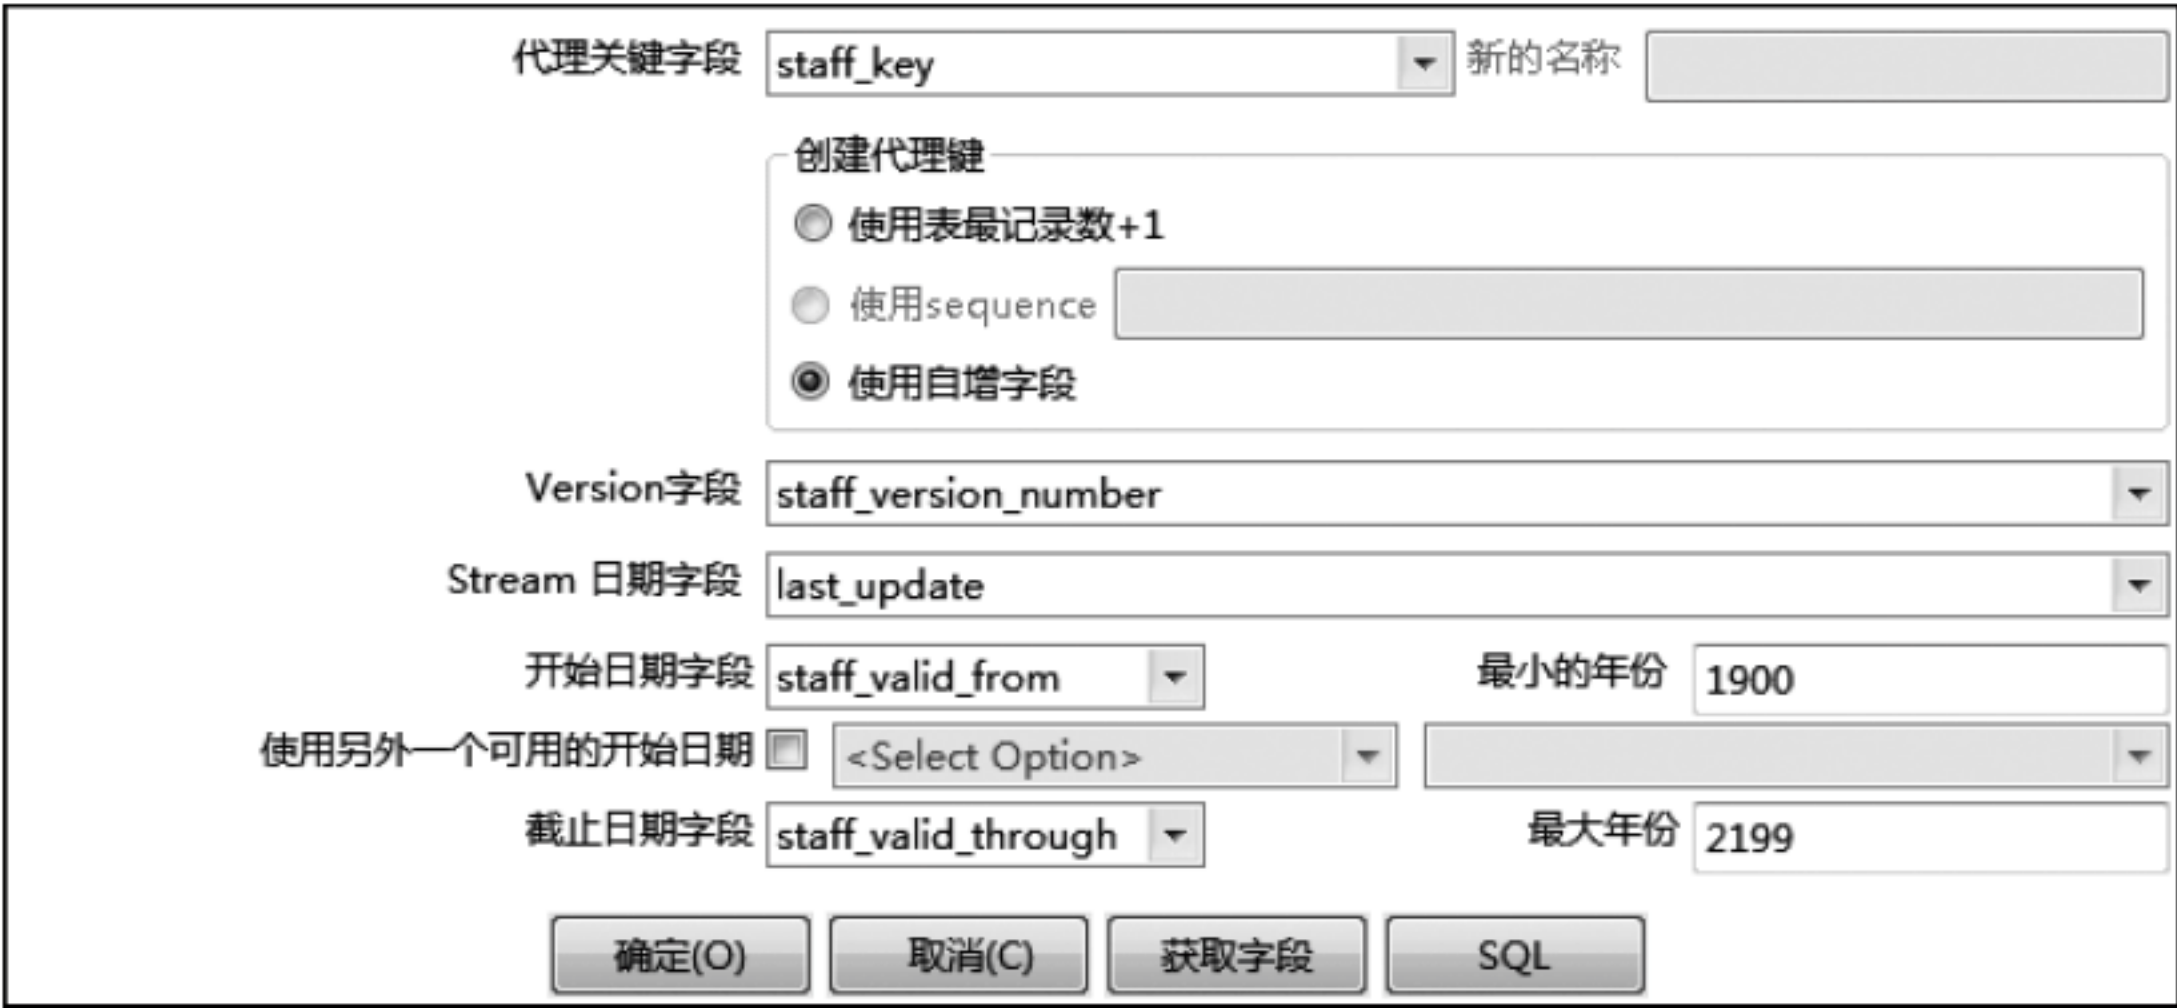 代理关键字段 staff_key 新的名称
创建代理键
使用表最记录数+1
使用sequence
使用自增字段
Version字段 staff_version_number
Stream 日期字段 last_update
开始日期字段 staff_valid_from 最小的年份 1900
使用另外一个可用的开始日期 <Select Option>
截止日期字段 staff_valid_through 最大年份 2199
确定(O) 取消(C) 获取字段 SQL